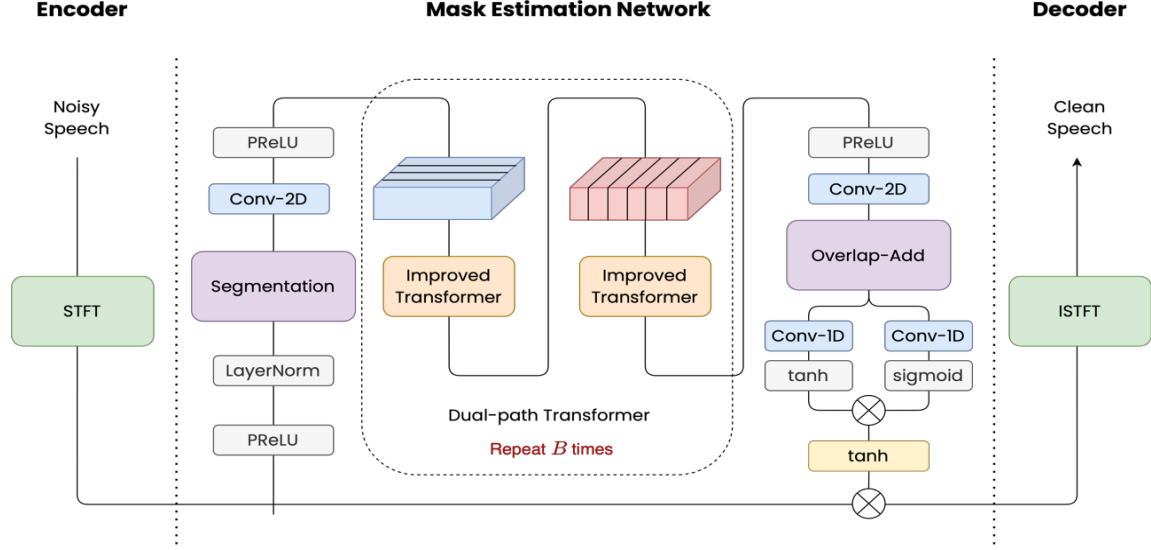 Encoder
Mask Estimation Network
Decoder
Noisy
Speech
STFT
PReLU
Conv-2D
Segmentation
LayerNorm
PReLU
Improved
Transformer
Improved
Transformer
Dual-path Transformer
Repeat B times
PReLU
Conv-2D
Overlap-Add
Conv-1D
Conv-1D
tanh
sigmoid
tanh
Clean
Speech
ISTFT